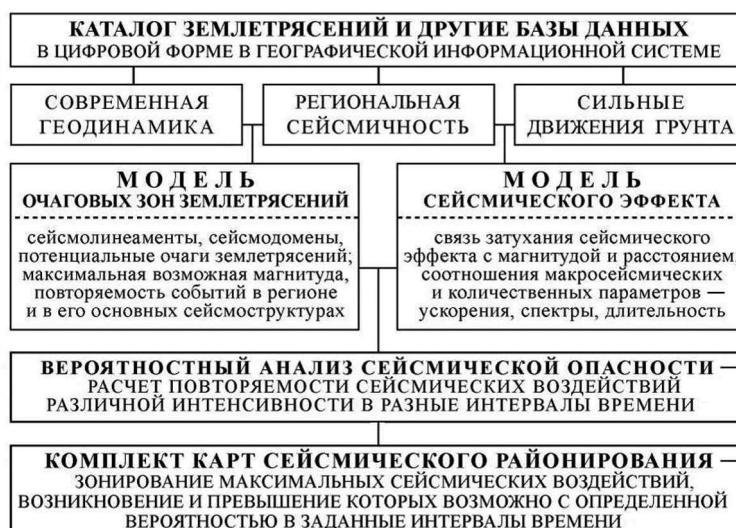 КАТАЛОГ ЗЕМЛЕТРЯСЕНИЙ И ДРУГИЕ БАЗЫ ДАННЫХ
В ЦИФРОВОЙ ФОРМЕ В ГЕОГРАФИЧЕСКОЙ ИНФОРМАЦИОННОЙ СИСТЕМЕ
СОВРЕМЕННАЯ
ГЕОДИНАМИКА
РЕГИОНАЛЬНАЯ
СЕЙСМИЧНОСТЬ
СИЛЬНЫЕ
ДВИЖЕНИЯ ГРУНТА
МОДЕЛЬ
ОЧАГОВЫХ ЗОН ЗЕМЛЕТРЯСЕНИЙ
сейсмолинеаменты, сейсмодомены,
потенциальные очаги землетрясений;
максимальная возможная магнитуда,
повторяемость событий в регионе
и в его основных сейсмоструктурах
МОДЕЛЬ
СЕЙСМИЧЕСКОГО ЭФФЕКТА
связь затухания сейсмического
эффекта с магнитудой и расстоянием,
соотношения макросейсмических
и количественных параметров —
ускорения, спектры, длительность
ВЕРОЯТНОСТНЫЙ АНАЛИЗ СЕЙСМИЧЕСКОЙ ОПАСНОСТИ —
РАСЧЕТ ПОВТОРЯЕМОСТИ СЕЙСМИЧЕСКИХ ВОЗДЕЙСТВИЙ
РАЗЛИЧНОЙ ИНТЕНСИВНОСТИ В РАЗНЫЕ ИНТЕРВАЛЫ ВРЕМЕНИ
КОМПЛЕКТ КАРТ СЕЙСМИЧЕСКОГО РАЙОНИРОВАНИЯ —
ЗОНИРОВАНИЕ МАКСИМАЛЬНЫХ СЕЙСМИЧЕСКИХ ВОЗДЕЙСТВИЙ,
ВОЗНИКНОВЕНИЕ И ПРЕВЫШЕНИЕ КОТОРЫХ ВОЗМОЖНО С ОПРЕДЕЛЕННОЙ
ВЕРОЯТНОСТЬЮ В ЗАДАННЫЕ ИНТЕРВАЛЫ ВРЕМЕНИ